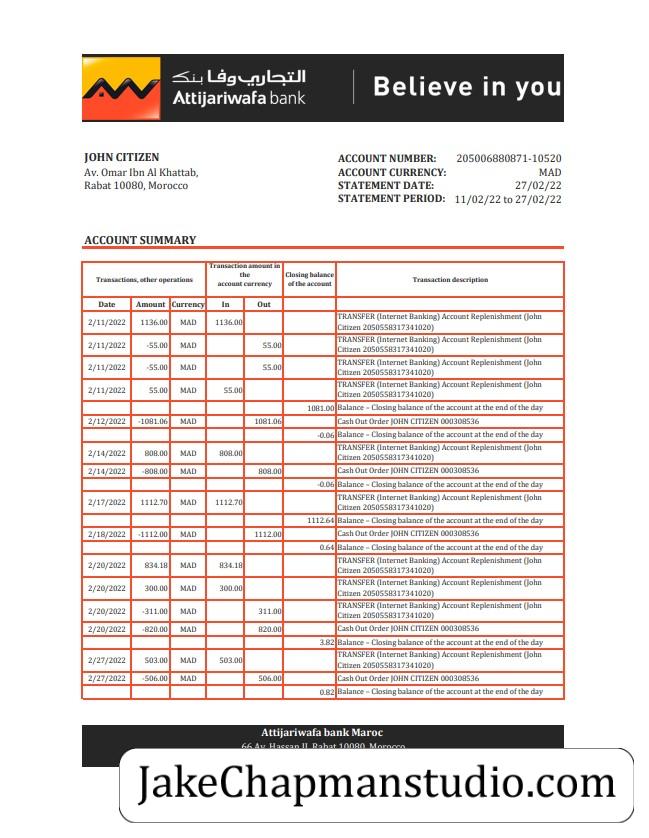 التجاري وفا بنك
Attijariwafa bank
Believe in you
JOHN CITIZEN
Av. Omar Ibn Al Khattab,
Rabat 10080, Morocco
ACCOUNT NUMBER: 205006880871-10520
ACCOUNT CURRENCY: MAD
STATEMENT DATE: 27/02/22
STATEMENT PERIOD: 11/02/22 to 27/02/22
ACCOUNT SUMMARY
Transactions, other operations
Transaction amount in
the
account currency
Closing balance
of the account
Transaction description
Date Amount Currency In Out
2/11/2022 1136.00 MAD 1136.00 TRANSFER (Internet Banking) Account Replenishment (John
Citizen 2050558317341020)
2/11/2022 -55.00 MAD 55.00 TRANSFER (Internet Banking) Account Replenishment (John
Citizen 2050558317341020)
2/11/2022 -55.00 MAD 55.00 TRANSFER (Internet Banking) Account Replenishment (John
Citizen 2050558317341020)
2/11/2022 55.00 MAD 55.00 TRANSFER (Internet Banking) Account Replenishment (John
Citizen 2050558317341020)
1081.00 Balance – Closing balance of the account at the end of the day
2/12/2022 -1081.06 MAD 1081.06 Cash Out Order JOHN CITIZEN 000308536
-0.06 Balance – Closing balance of the account at the end of the day
2/14/2022 808.00 MAD 808.00 TRANSFER (Internet Banking) Account Replenishment (John
Citizen 2050558317341020)
2/14/2022 -808.00 MAD 808.00 Cash Out Order JOHN CITIZEN 000308536
-0.06 Balance – Closing balance of the account at the end of the day
2/17/2022 1112.70 MAD 1112.70 TRANSFER (Internet Banking) Account Replenishment (John
Citizen 2050558317341020)
1112.64 Balance – Closing balance of the account at the end of the day
2/18/2022 -1112.00 MAD 1112.00 Cash Out Order JOHN CITIZEN 000308536
0.64 Balance – Closing balance of the account at the end of the day
2/20/2022 834.18 MAD 834.18 TRANSFER (Internet Banking) Account Replenishment (John
Citizen 2050558317341020)
2/20/2022 300.00 MAD 300.00 TRANSFER (Internet Banking) Account Replenishment (John
Citizen 2050558317341020)
2/20/2022 -311.00 MAD 311.00 TRANSFER (Internet Banking) Account Replenishment (John
Citizen 2050558317341020)
2/20/2022 -820.00 MAD 820.00 Cash Out Order JOHN CITIZEN 000308536
3.82 Balance – Closing balance of the account at the end of the day
2/27/2022 503.00 MAD 503.00 TRANSFER (Internet Banking) Account Replenishment (John
Citizen 2050558317341020)
2/27/2022 -506.00 MAD 506.00 Cash Out Order JOHN CITIZEN 000308536
0.82 Balance – Closing balance of the account at the end of the day
Attijariwafa bank Maroc
66 Av. Hassan II, Rabat 10080, Morocco
JakeChapmanstudio.com